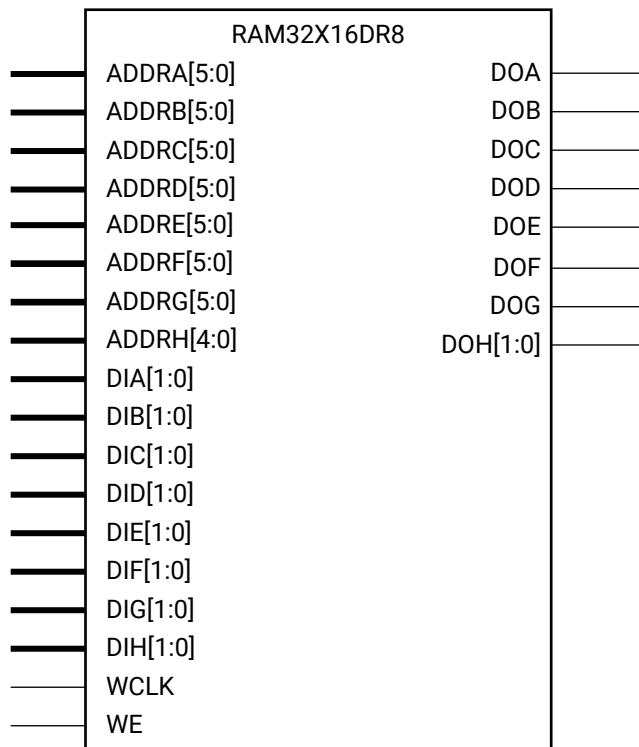 RAM32X16DR8
ADDRA[5:0]
ADDRB[5:0]
ADDRC[5:0]
ADDRD[5:0]
ADDRE[5:0]
ADDRF[5:0]
ADDRG[5:0]
ADDRH[4:0]
DIA[1:0]
DIB[1:0]
DIC[1:0]
DID[1:0]
DIE[1:0]
DIF[1:0]
DIG[1:0]
DIH[1:0]
WCLK
WE
DOA
DOB
DOC
DOD
DOE
DOF
DOG
DOH[1:0]